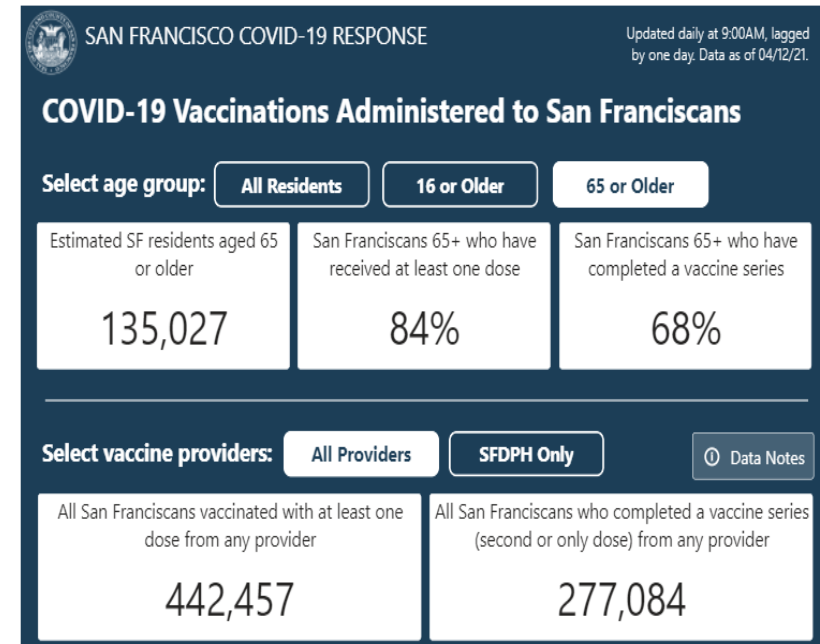 SAN FRANCISCO COVID-19 RESPONSE
Updated daily at 9:00AM, lagged
by one day. Data as of 04/12/21.
COVID-19 Vaccinations Administered to San Franciscans
Select age group:
All Residents
16 or Older
65 or Older
Estimated SF residents aged 65
or older
135,027
San Franciscans 65+ who have
received at least one dose
84%
San Franciscans 65+ who have
completed a vaccine series
68%
Select vaccine providers:
All Providers
SFDPH Only
Data Notes
All San Franciscans vaccinated with at least one
dose from any provider
442,457
All San Franciscans who completed a vaccine series
(second or only dose) from any provider
277,084